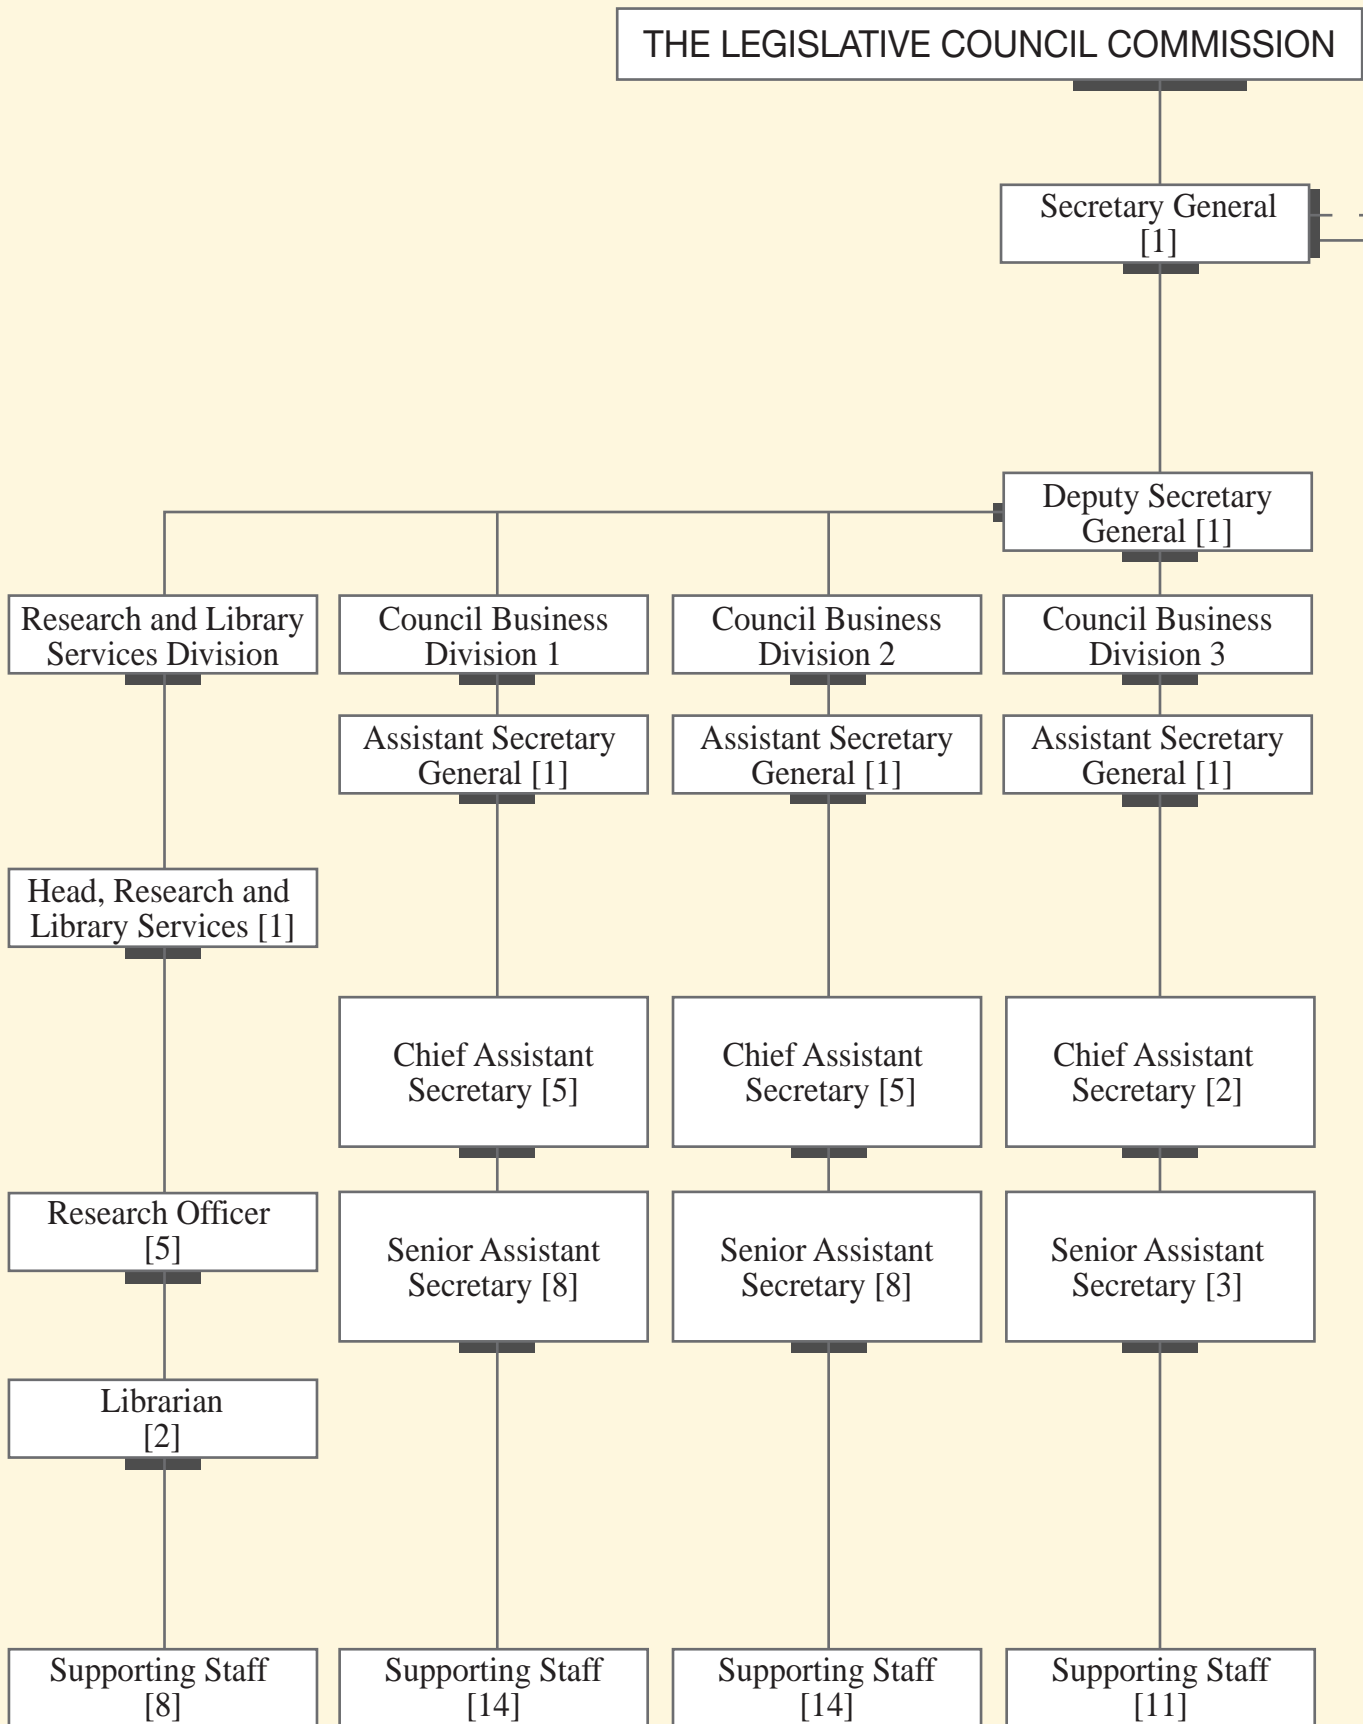 THE LEGISLATIVE COUNCIL COMMISSION
Secretary General
[1]
Deputy Secretary
General [1]
Research and Library
Services Division
Council Business
Division 1
Council Business
Division 2
Council Business
Division 3
Assistant Secretary
General [1]
Assistant Secretary
General [1]
Assistant Secretary
General [1]
Head, Research and
Library Services [1]
Chief Assistant
Secretary [5]
Chief Assistant
Secretary [5]
Chief Assistant
Secretary [2]
Research Officer
[5]
Senior Assistant
Secretary [8]
Senior Assistant
Secretary [8]
Senior Assistant
Secretary [3]
Librarian
[2]
Supporting Staff
[8]
Supporting Staff
[14]
Supporting Staff
[14]
Supporting Staff
[11]